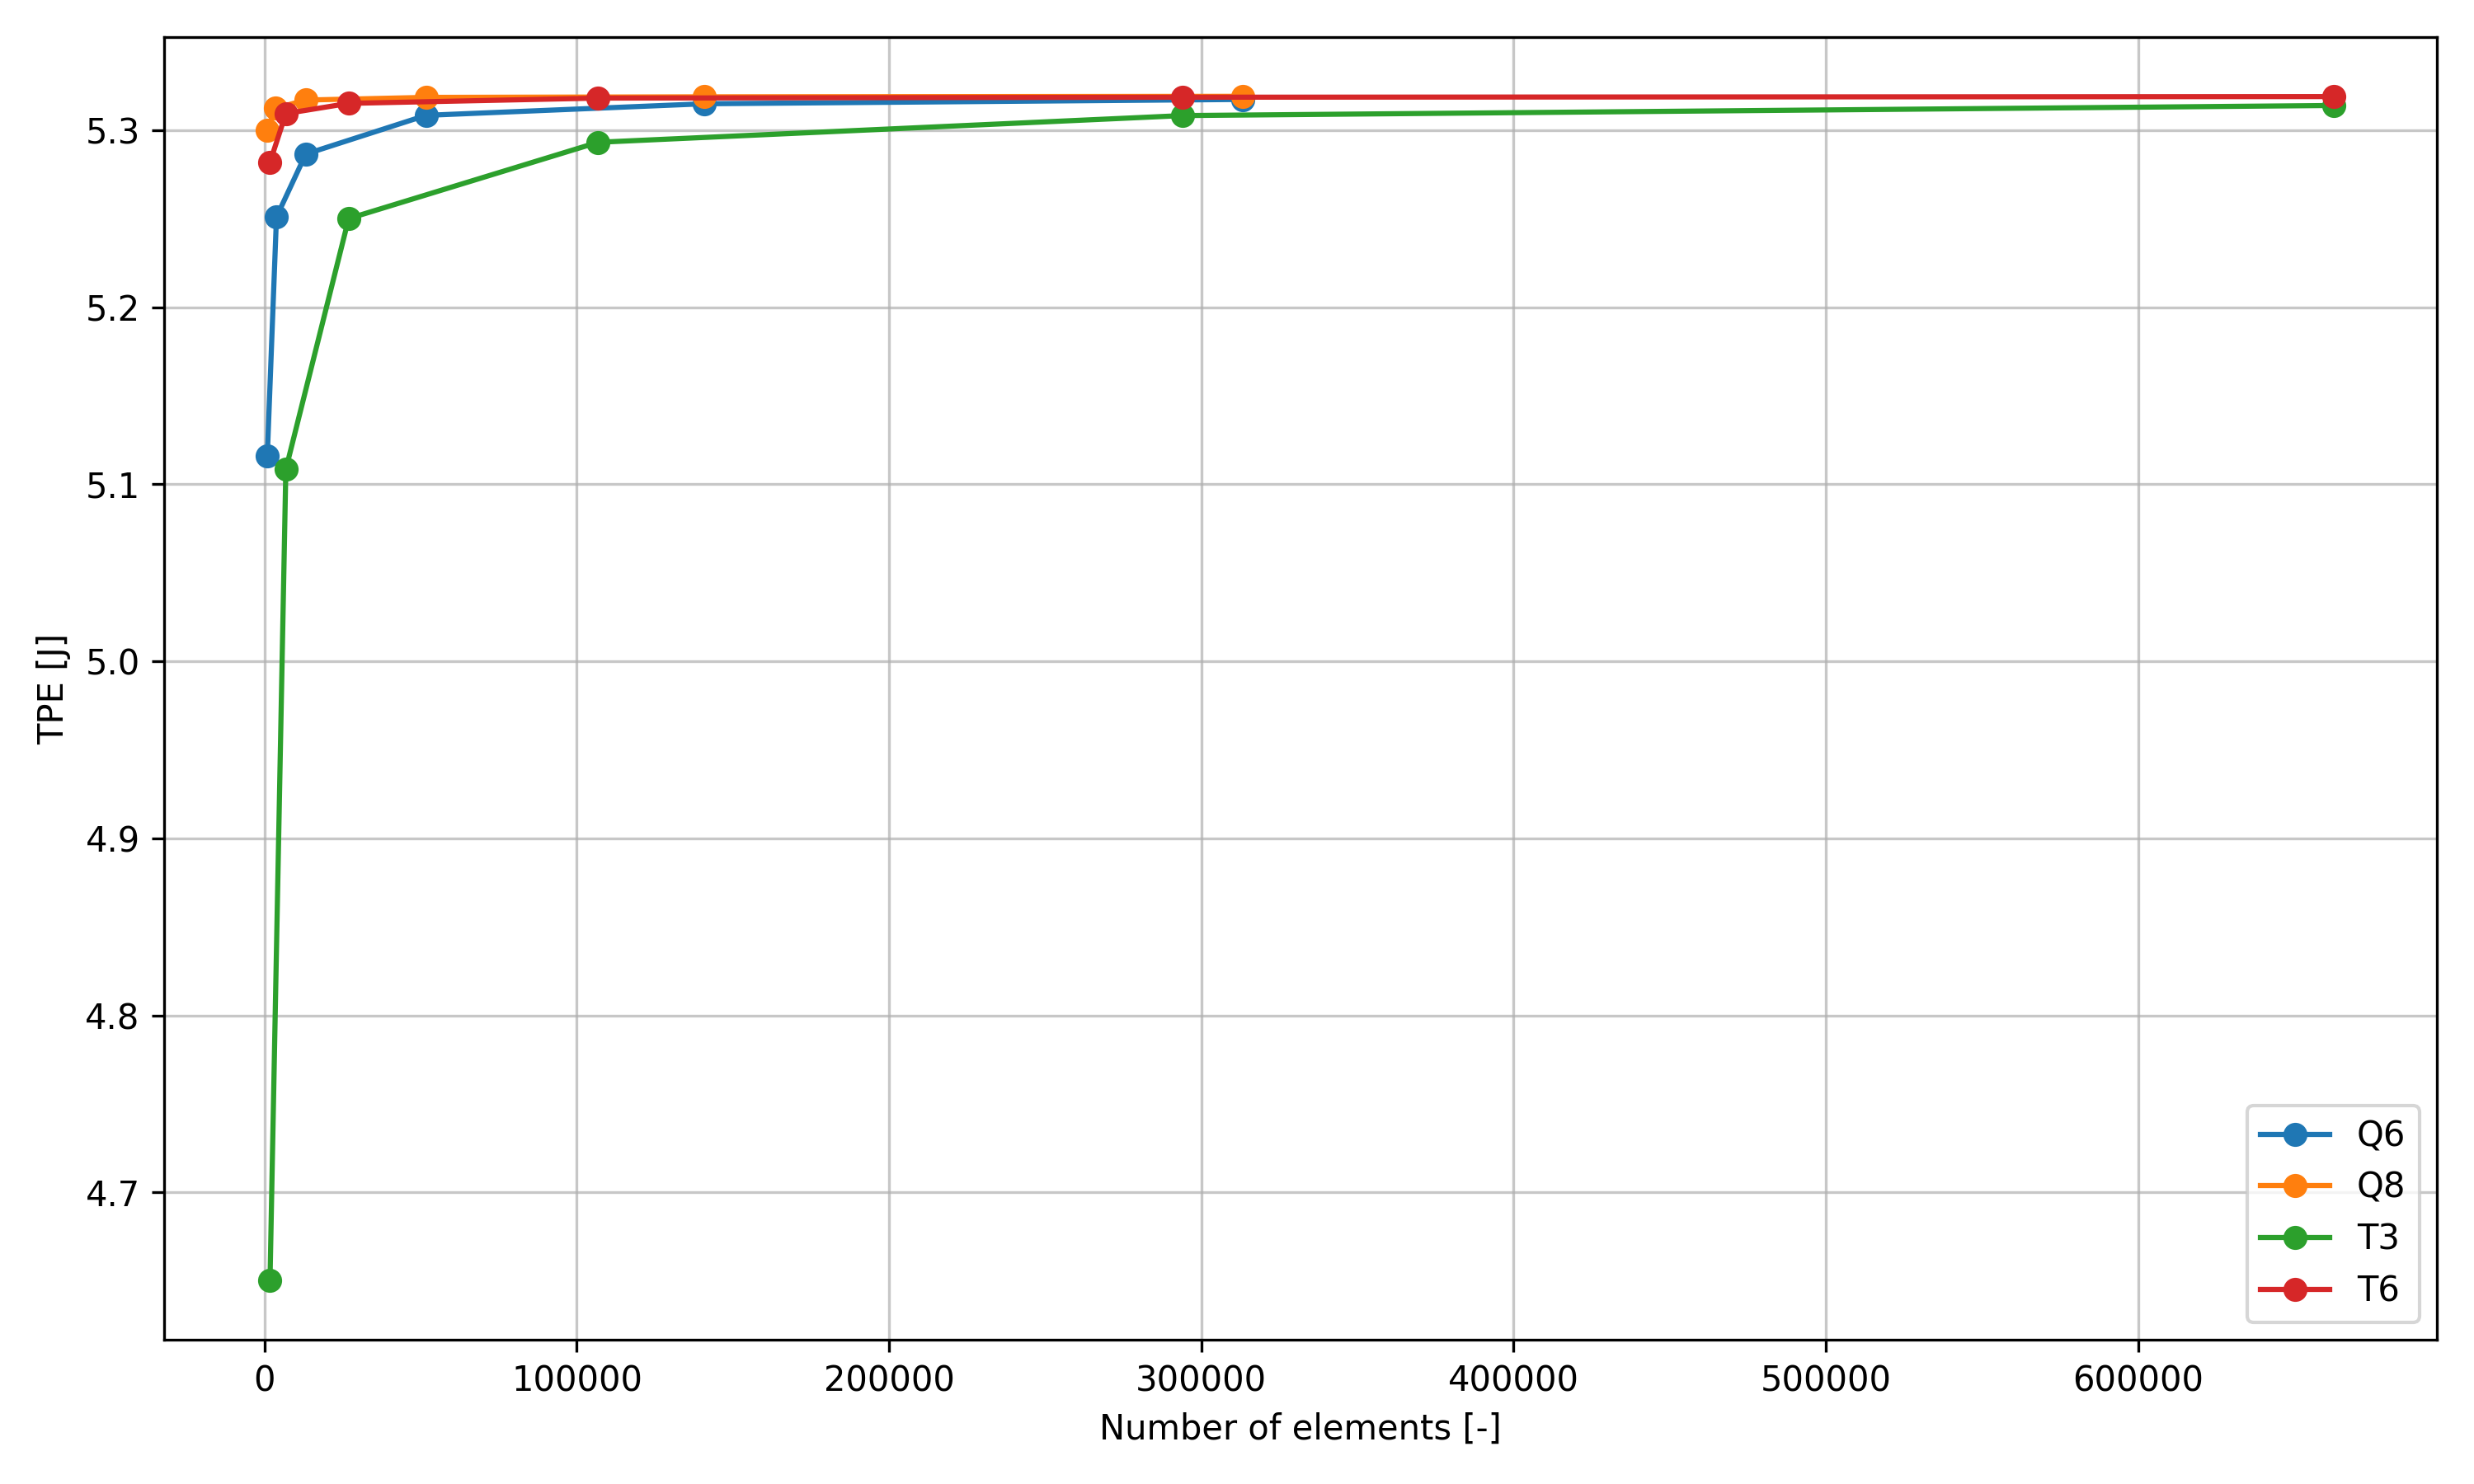 TPE [J]
5.3
5.2
5.1
5.0
4.9
4.8
4.7
0 100000 200000 300000 400000 500000 600000
Number of elements [-]
Q6
Q8
T3
T6